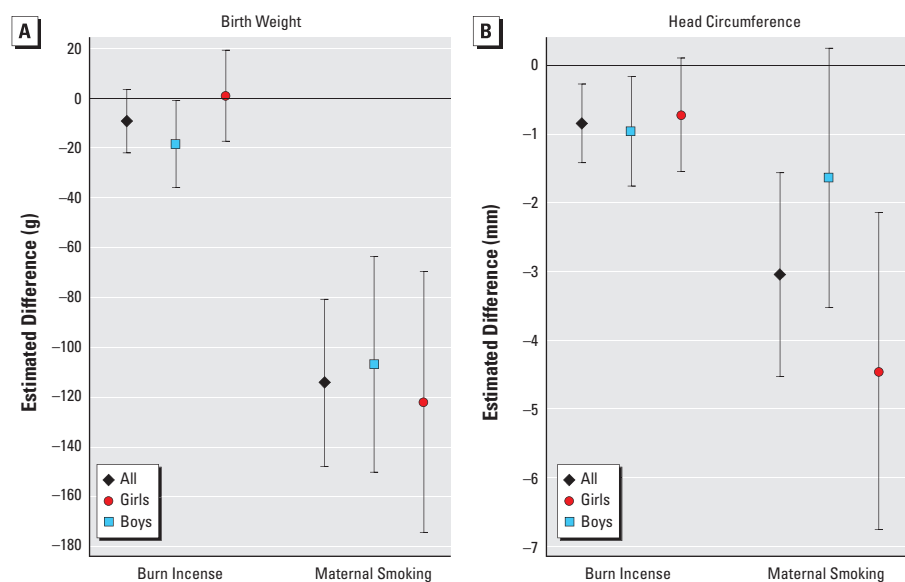 A
Birth Weight
Estimated Difference (g)
20
0
–20
–40
–60
–80
–100
–120
–140
–160
–180
All
Girls
Boys
Burn Incense
Maternal Smoking
B
Head Circumference
Estimated Difference (mm)
0
–1
–2
–3
–4
–5
–6
–7
All
Girls
Boys
Burn Incense
Maternal Smoking